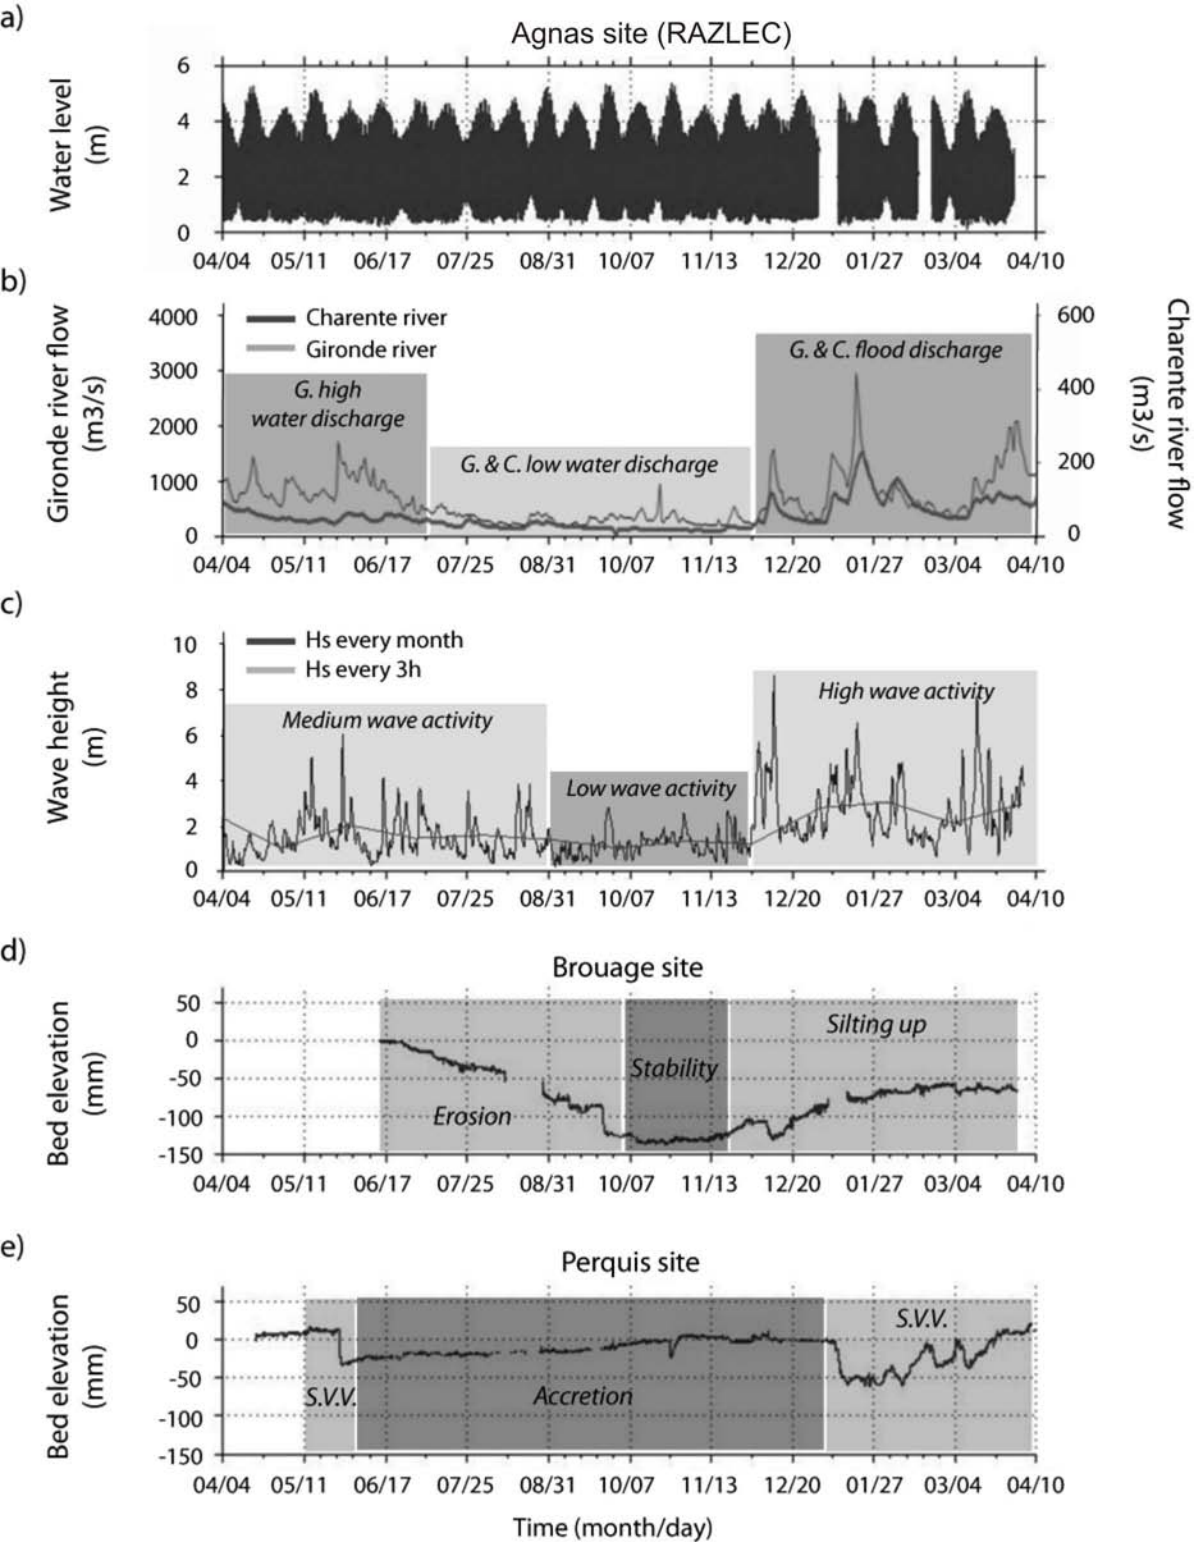 a)
Agnas site (RAZLEC)
Water level
(m)
6
4
2
0
04/04 05/11 06/17 07/25 08/31 10/07 11/13 12/20 01/27 03/04 04/10
b)
Gironde river flow
(m3/s)
4000
3000
2000
1000
0
Charente river
Gironde river
G. high
water discharge
G. & C. low water discharge
G. & C. flood discharge
600
400
200
0
Charente river flow
(m3/s)
04/04 05/11 06/17 07/25 08/31 10/07 11/13 12/20 01/27 03/04 04/10
c)
Wave height
(m)
10
8
6
4
2
0
Hs every month
Hs every 3h
Medium wave activity
Low wave activity
High wave activity
04/04 05/11 06/17 07/25 08/31 10/07 11/13 12/20 01/27 03/04 04/10
d)
Brouage site
Bed elevation
(mm)
50
0
-50
-100
-150
Erosion
Stability
Silting up
04/04 05/11 06/17 07/25 08/31 10/07 11/13 12/20 01/27 03/04 04/10
e)
Perquis site
Bed elevation
(mm)
50
0
-50
-100
-150
S.V.V.
Accretion
S.V.V.
04/04 05/11 06/17 07/25 08/31 10/07 11/13 12/20 01/27 03/04 04/10
Time (month/day)